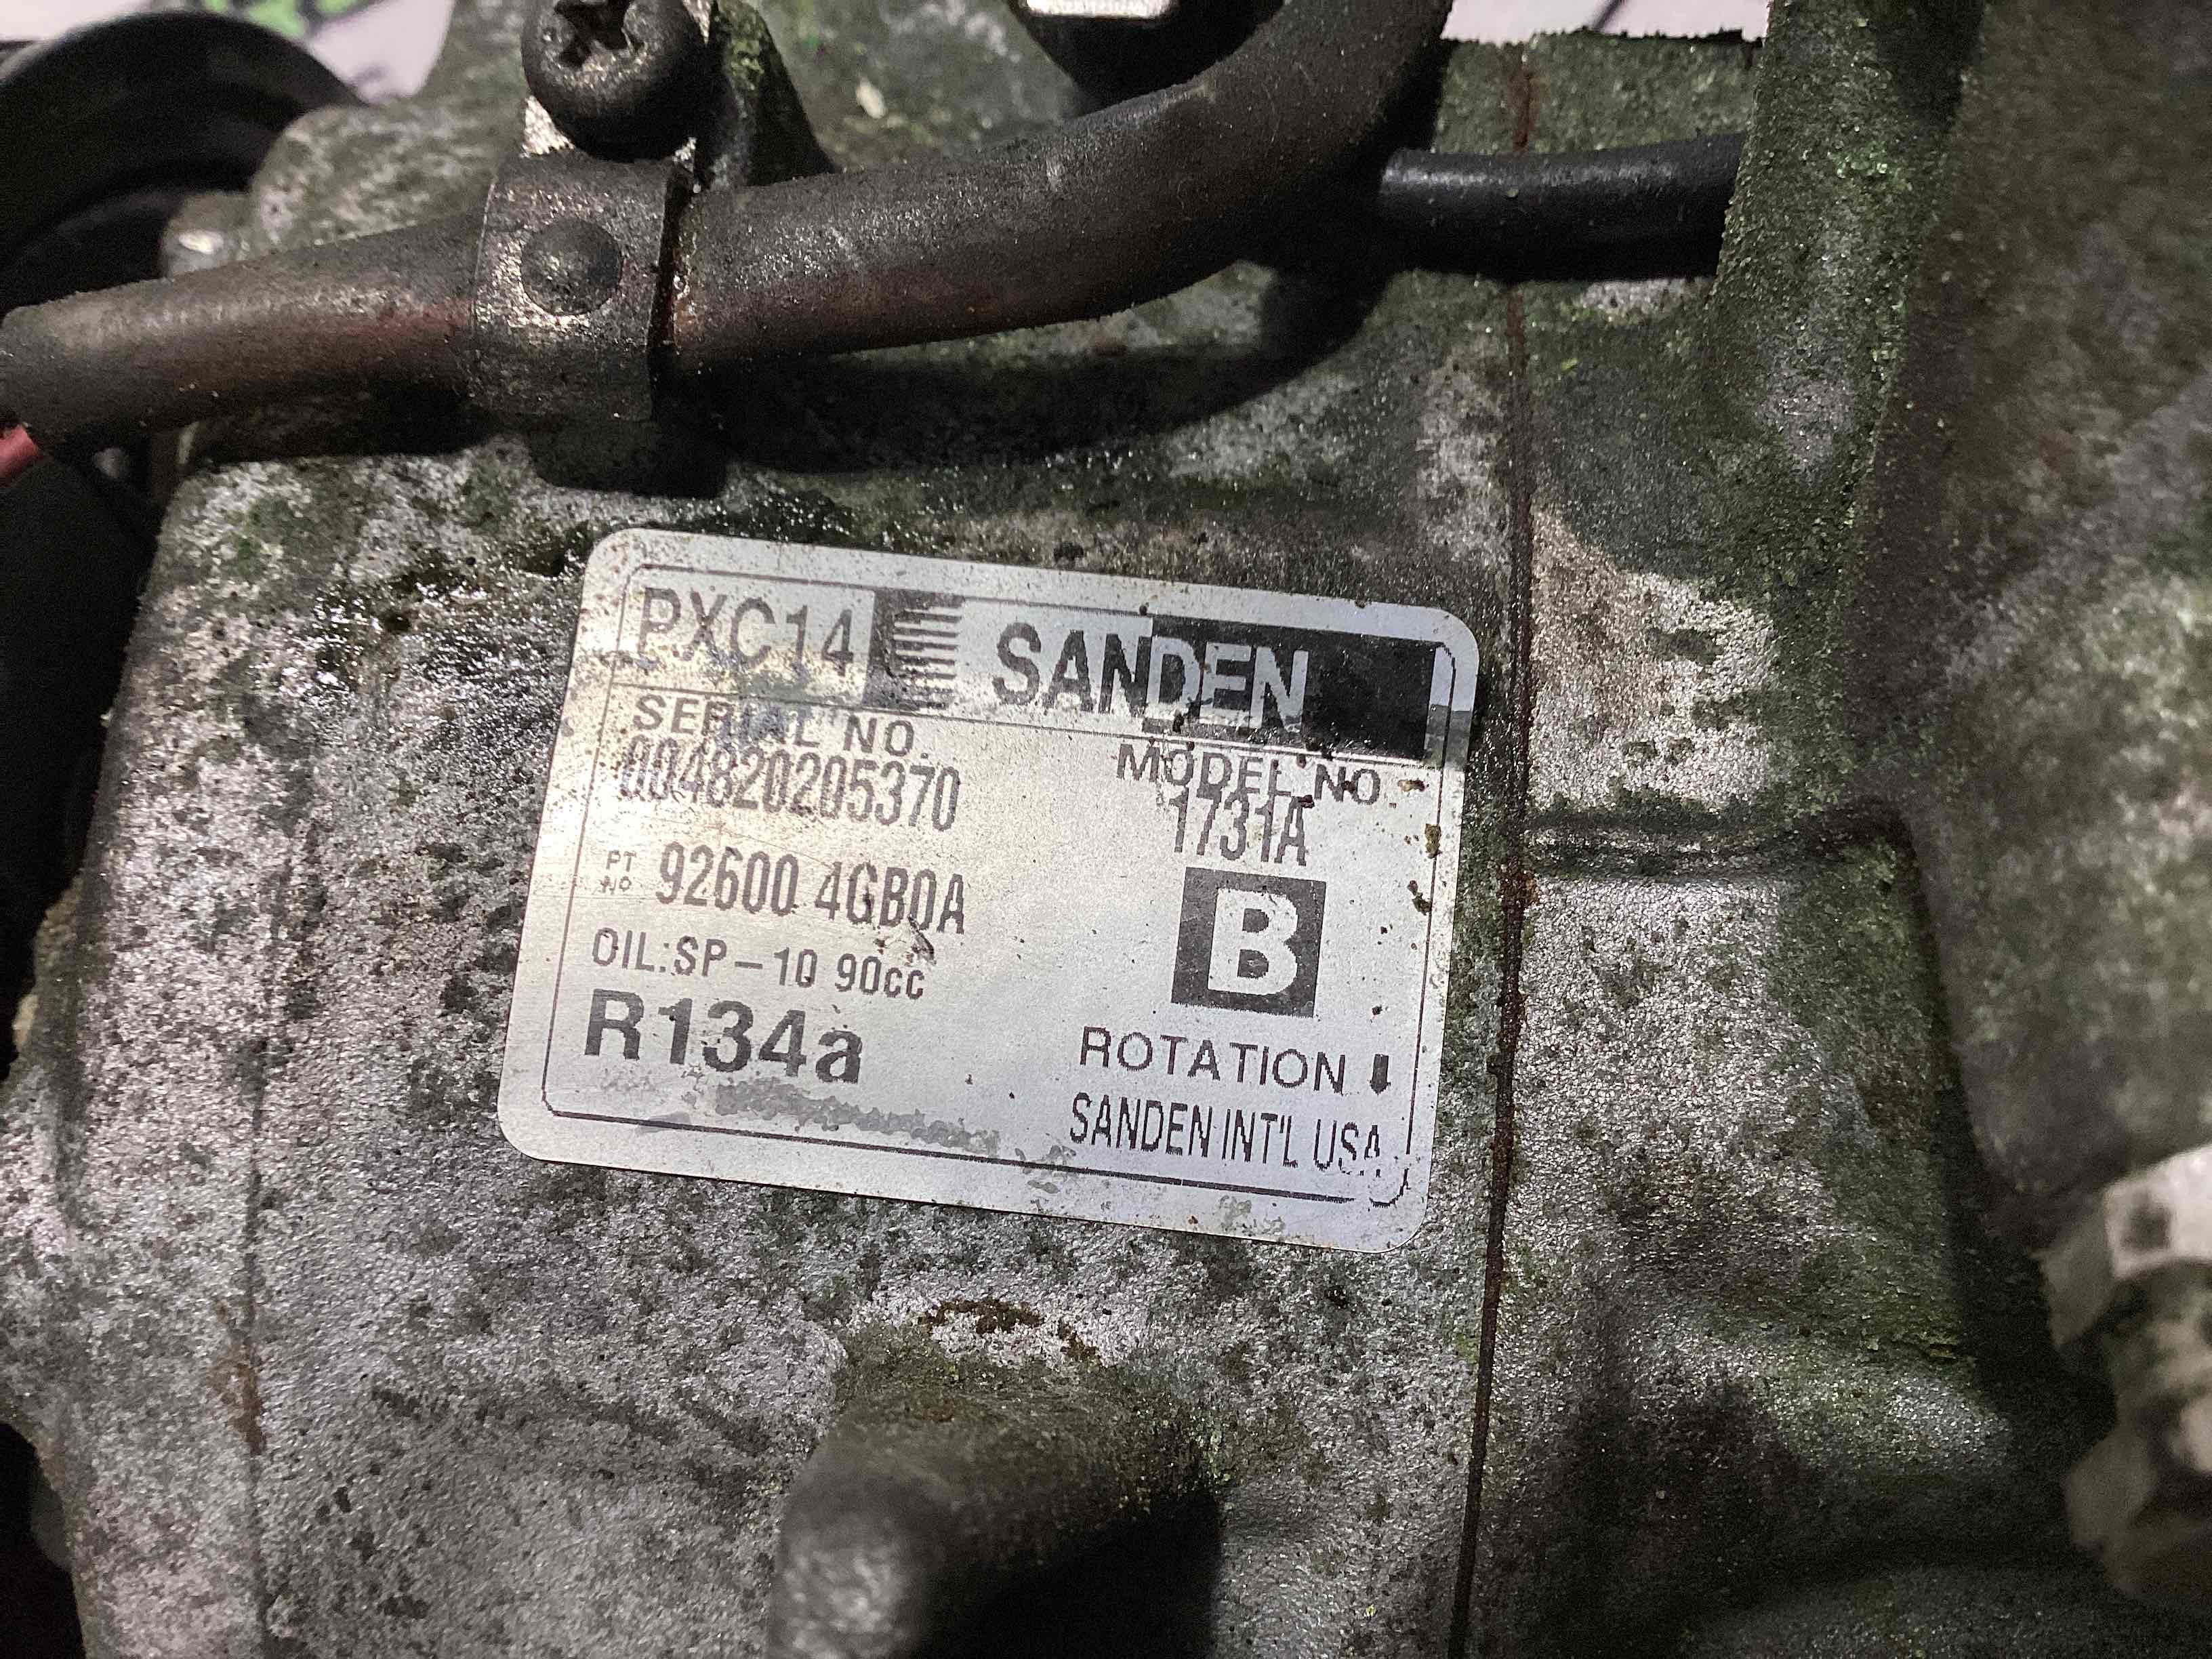 PXC14 SANDEN
SERIAL NO. MODEL NO.
004820205370 1731A
PT NO 92600 4GB0A
B
OIL:SP-10 90cc
R134a
ROTATION
SANDEN INT'L USA